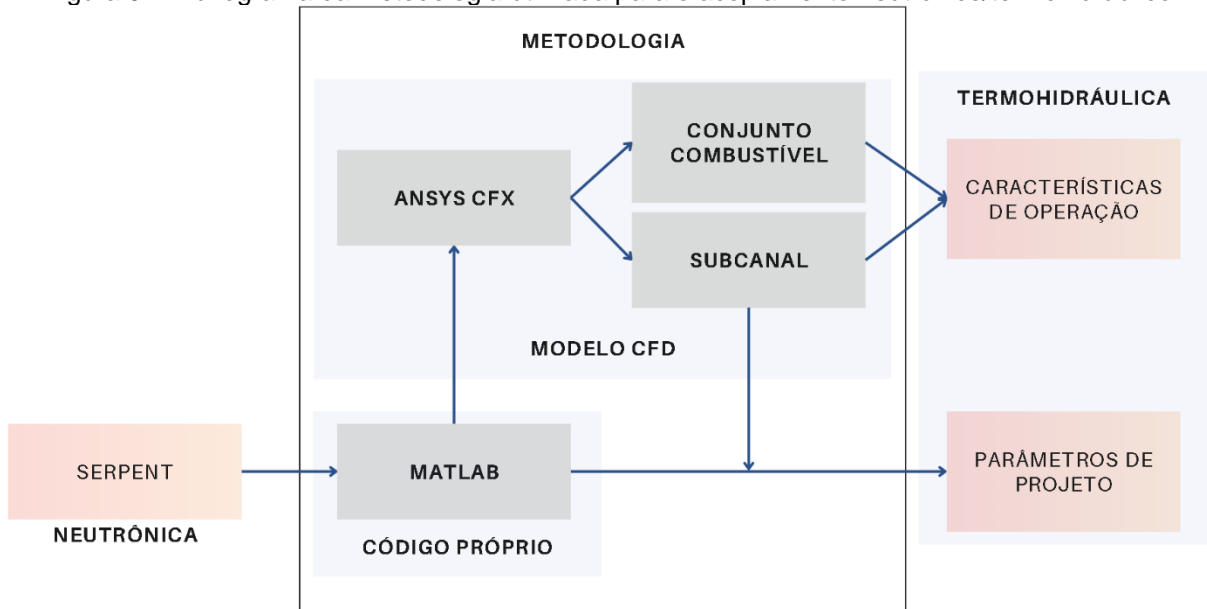 METODOLOGIA
TERMOHIDRÁULICA
CONJUNTO
COMBUSTÍVEL
ANSYS CFX
CARACTERÍSTICAS
DE OPERAÇÃO
SUBCANAL
MODELO CFD
SERPENT
MATLAB
PARÂMETROS DE
PROJETO
NEUTRÔNICA
CÓDIGO PRÓPRIO